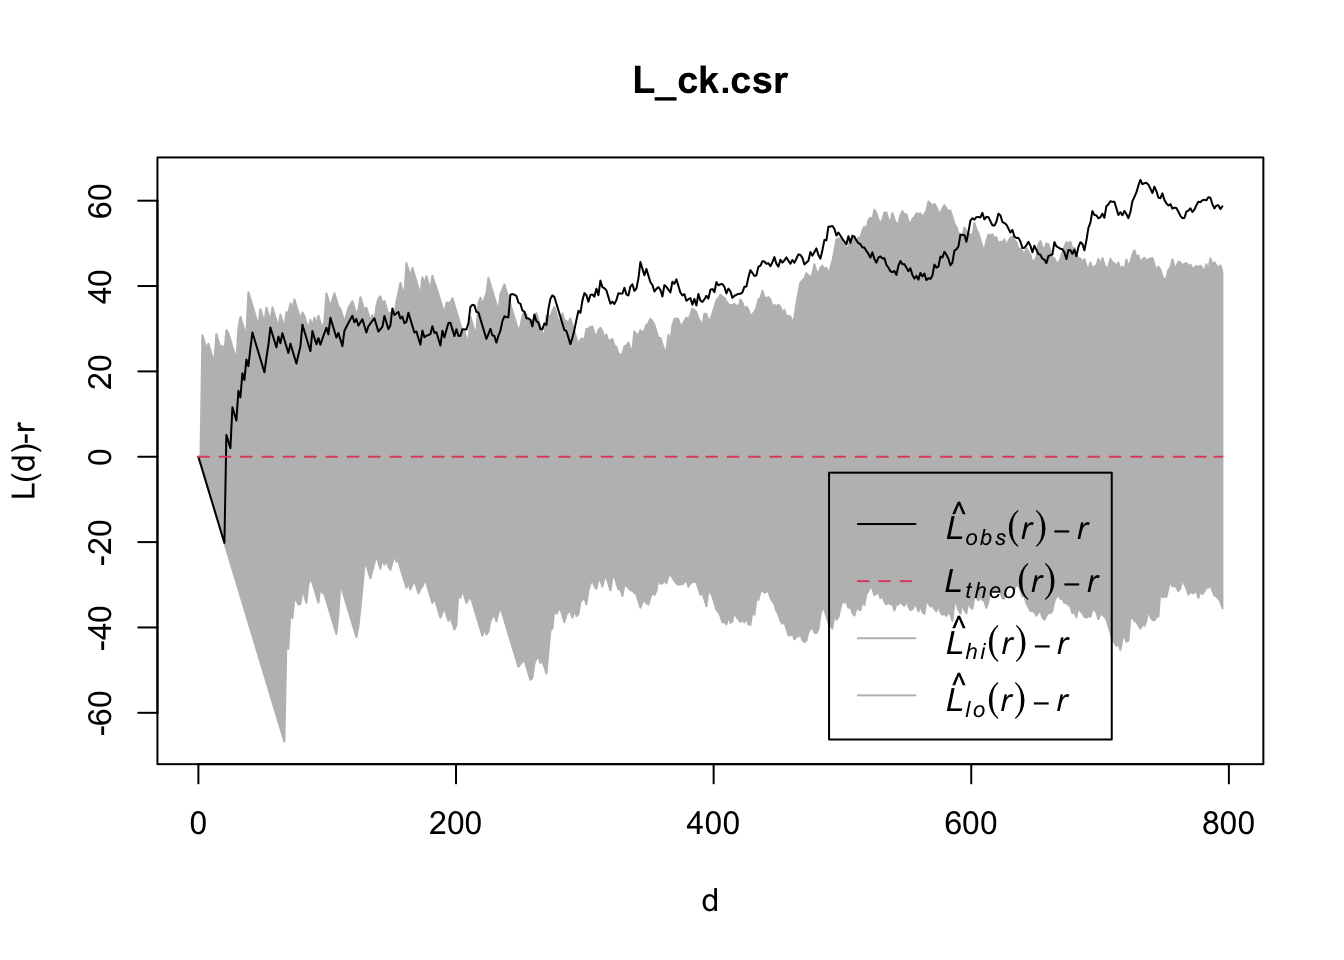 L_ck.csr
L(d)-r
60
40
20
0
-20
-40
-60
L̂obs(r) − r
Ltheo(r) − r
L̂hi(r) − r
L̂lo(r) − r
0 200 400 600 800
d